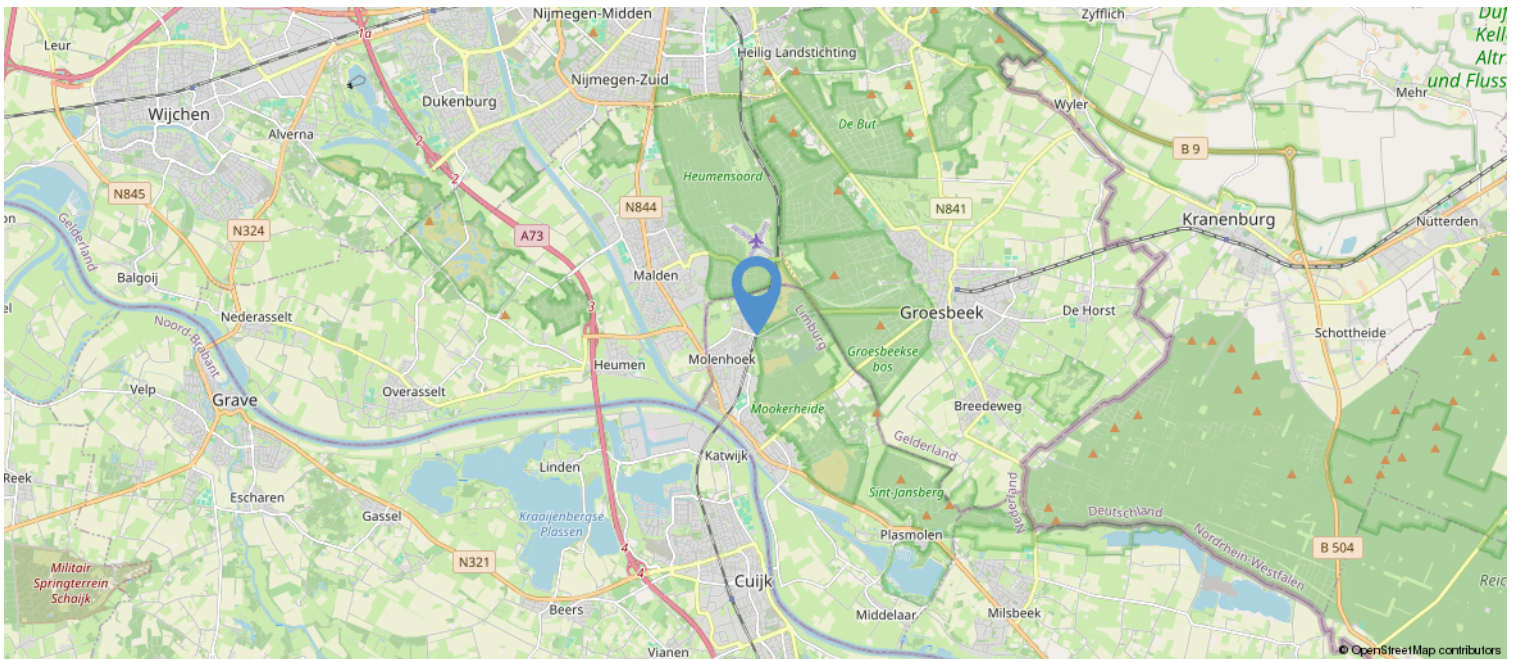 Nijmegen-Midden
Zyfflich
Leur
1a
Heilig Landstichting
Kell
Altr
und Fluss
Nijmegen-Zuid
Mehr
Dukenburg
Wyler
Wijchen
De But
Alverna
2
B 9
2
Heumensoord
N845
N844
N841
Kranenburg
Nütterden
Gelderland
N324
A73
Balgoij
Malden
3
Limburg
Groesbeek
De Horst
Nederasselt
Noord-Brabant
Schottheide
Molenhoek
Groesbeekse
bos
Heumen
Velp
Overasselt
Grave
Mookerheide
Breedeweg
Gelderland
Katwijk
Linden
Reek
Sint-Jansberg
Nederland
Escharen
Gassel
Kraaijenbergse
Plassen
Deutschland
Plasmolen
Nordrhein-Westfalen
4
B 504
N321
4
Militair
Springterrein
Schaijk
Cuijk
Reic
Beers
Middelaar
Milsbeek
Vianen
© OpenStreetMap contributors